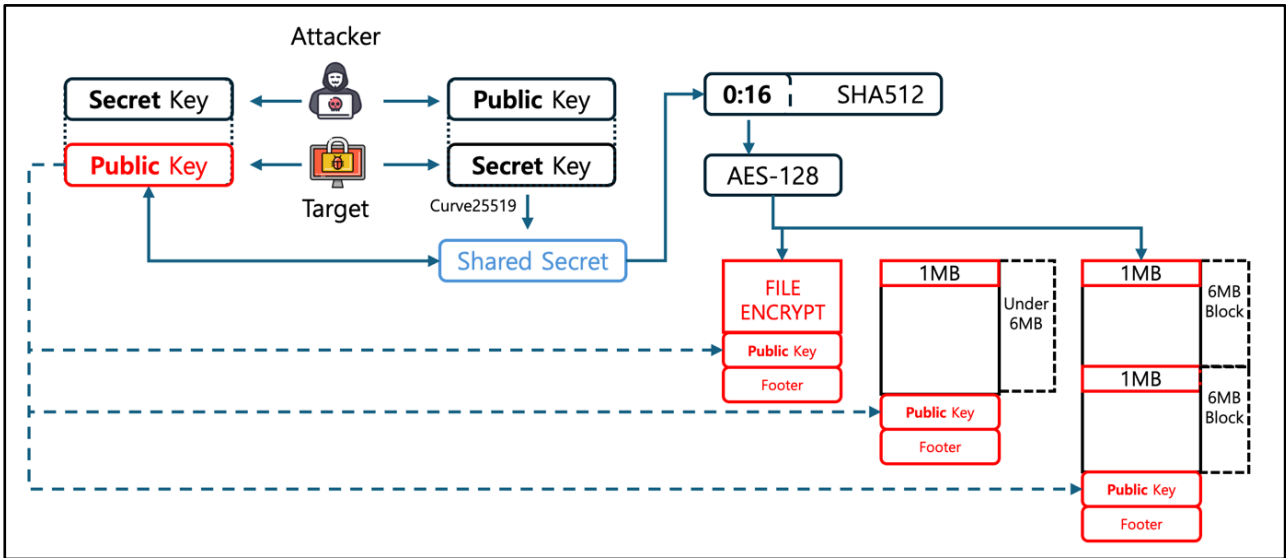 Attacker
Secret Key
Public Key
0:16 SHA512
Public Key
Secret Key
AES-128
Target
Curve25519
Shared Secret
FILE
ENCRYPT
Public Key
Footer
1MB
Under
6MB
Public Key
Footer
1MB
6MB
Block
1MB
6MB
Block
Public Key
Footer